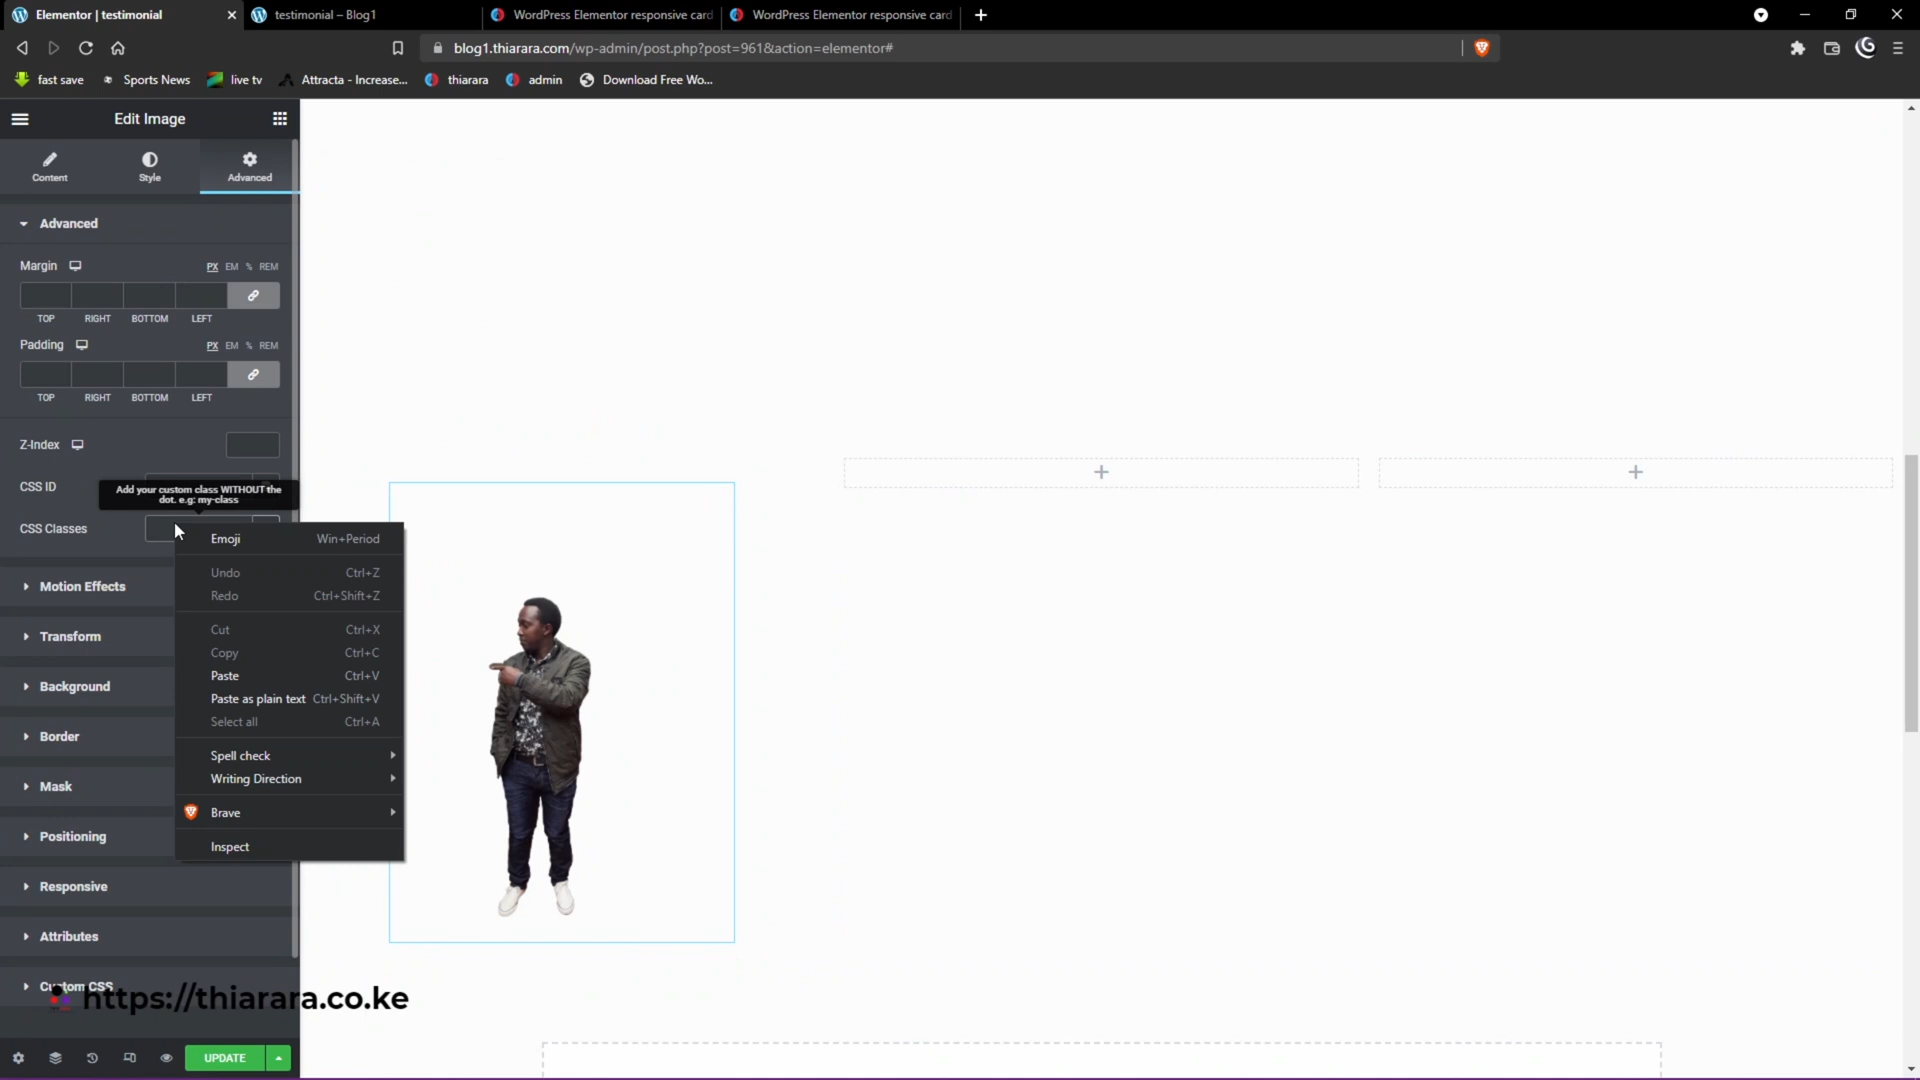 Elementor | testimonial
testimonial – Blog1
WordPress Elementor responsive card
WordPress Elementor responsive card
blog1.thiarara.com/wp-admin/post.php?post=961&action=elementor#
fast save
Sports News
live tv
Attracta - Increase...
thiarara
admin
Download Free Wo...
Edit Image
Content
Style
Advanced
Advanced
Margin
PX EM % REM
TOP RIGHT BOTTOM LEFT
Padding
PX EM % REM
TOP RIGHT BOTTOM LEFT
Z-Index
CSS ID
Add your custom class WITHOUT the
dot. e.g: my-class
CSS Classes
Emoji Win+Period
Undo Ctrl+Z
Redo Ctrl+Shift+Z
Cut Ctrl+X
Copy Ctrl+C
Paste Ctrl+V
Paste as plain text Ctrl+Shift+V
Select all Ctrl+A
Spell check
Writing Direction
Brave
Inspect
Motion Effects
Transform
Background
Border
Mask
Positioning
Responsive
Attributes
Custom CSS
https://thiarara.co.ke
UPDATE